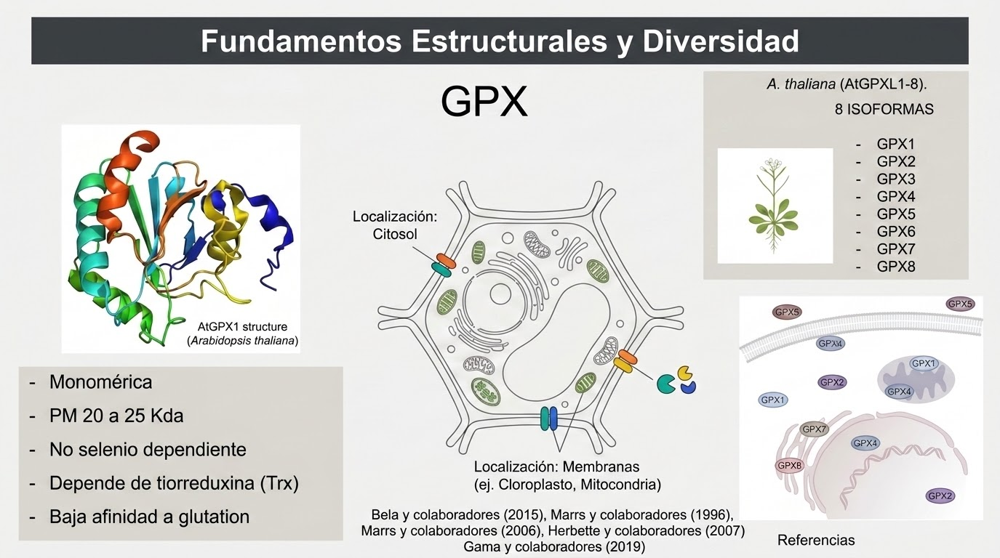 Fundamentos Estructurales y Diversidad
GPX
A. thaliana (AtGPXL1-8).
8 ISOFORMAS
- GPX1
- GPX2
- GPX3
- GPX4
- GPX5
- GPX6
- GPX7
- GPX8
AtGPX1 structure
(Arabidopsis thaliana)
- Monomérica
- PM 20 a 25 Kda
- No selenio dependiente
- Depende de tiorreduxina (Trx)
- Baja afinidad a glutation
Localización:
Citosol
Localización: Membranas
(ej. Cloroplasto, Mitocondria)
Bela y colaboradores (2015), Marrs y colaboradores (1996),
Marrs y colaboradores (2006), Herbette y colaboradores (2007)
Gama y colaboradores (2019)
GPX5
GPX5
GPX4
GPX1
GPX2
GPX4
GPX1
GPX7
GPX4
GPX8
GPX2
Referencias